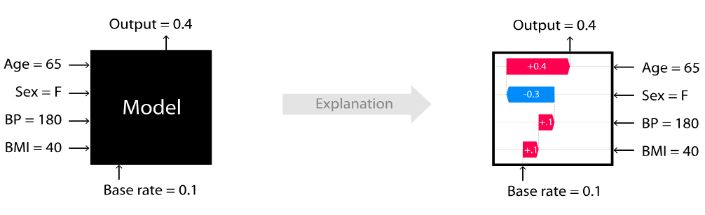 Output = 0.4
Age = 65
Sex = F
BP = 180
BMI = 40
Model
Base rate = 0.1
Explanation
Output = 0.4
+0.4
Age = 65
-0.3
Sex = F
+.1
BP = 180
+.1
BMI = 40
Base rate = 0.1